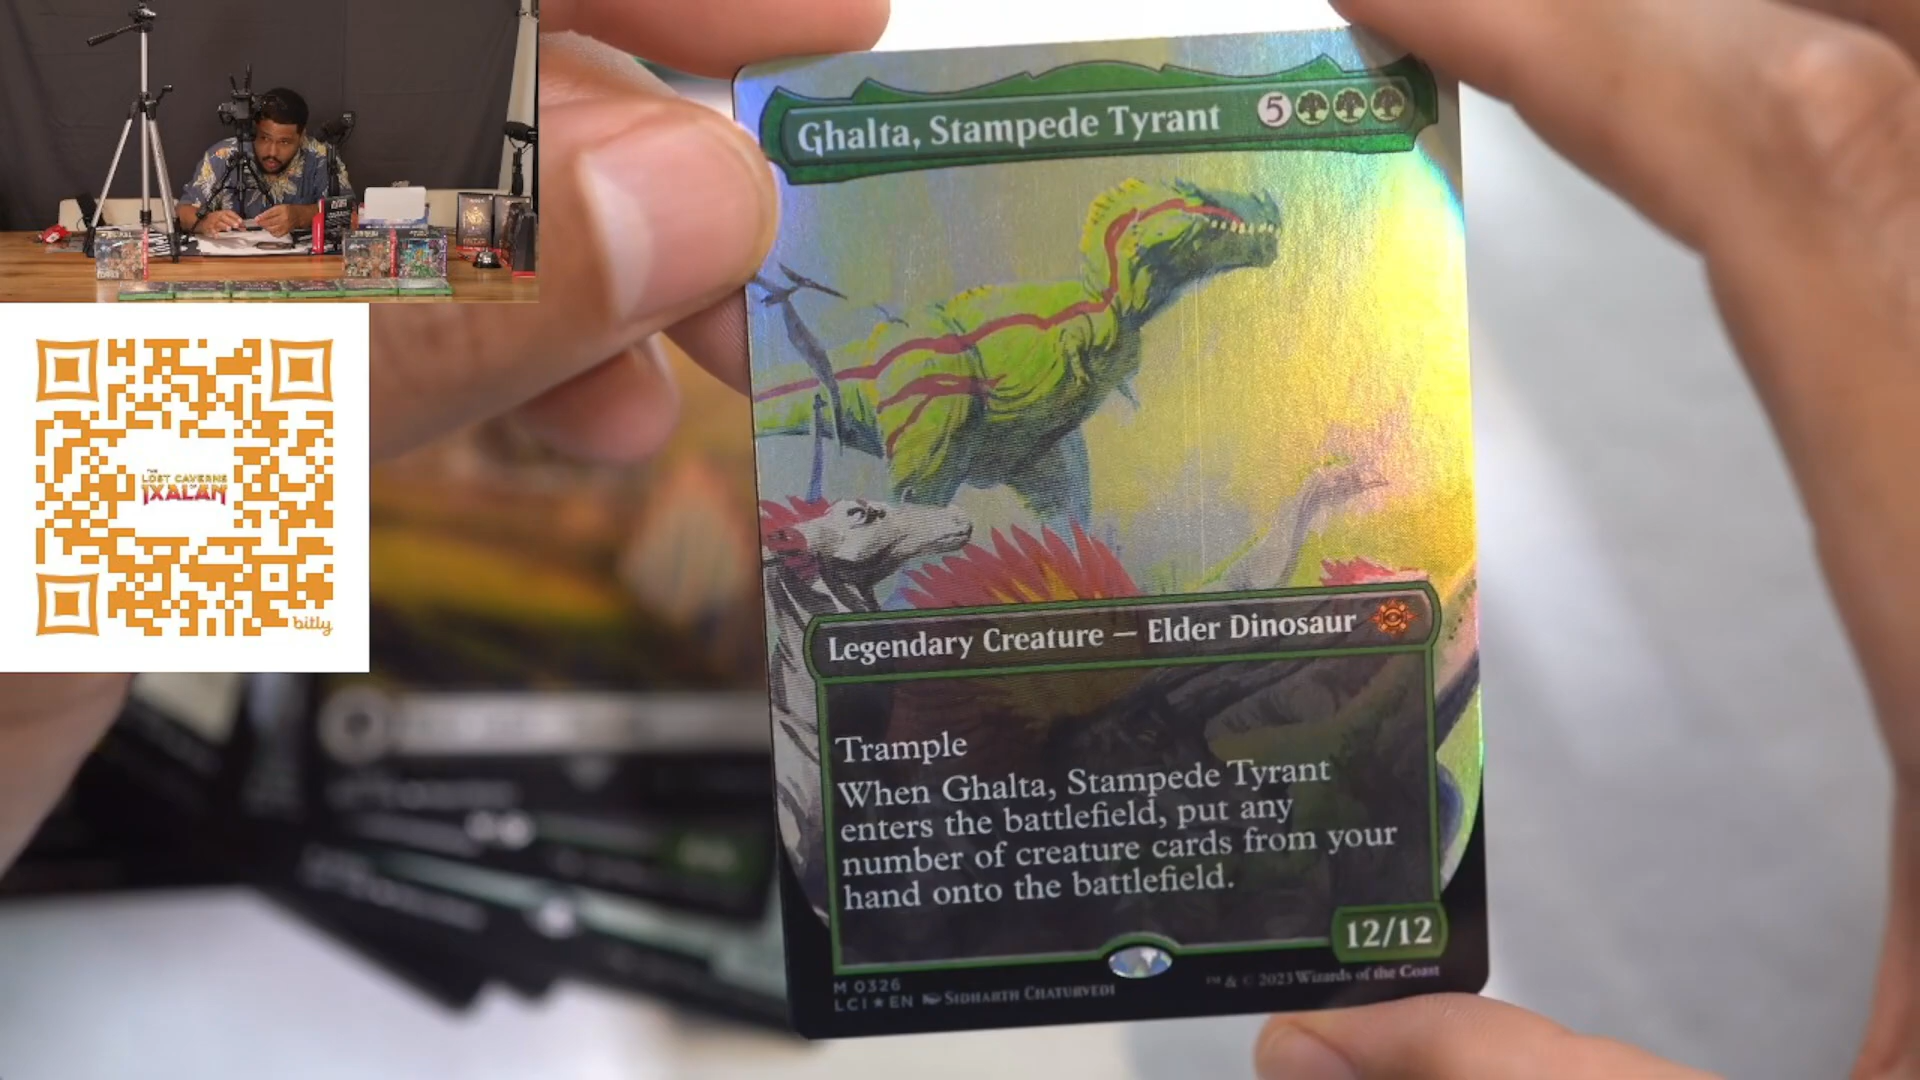 Ghalta, Stampede Tyrant 5
THE
LOST CAVERNS
OF
IXALAN
bitly
Legendary Creature — Elder Dinosaur
Trample
When Ghalta, Stampede Tyrant
enters the battlefield, put any
number of creature cards from your
hand onto the battlefield.
12/12
M 0326
LCI★EN SIDHARTH CHATURVEDI
™ & © 2023 Wizards of the Coast